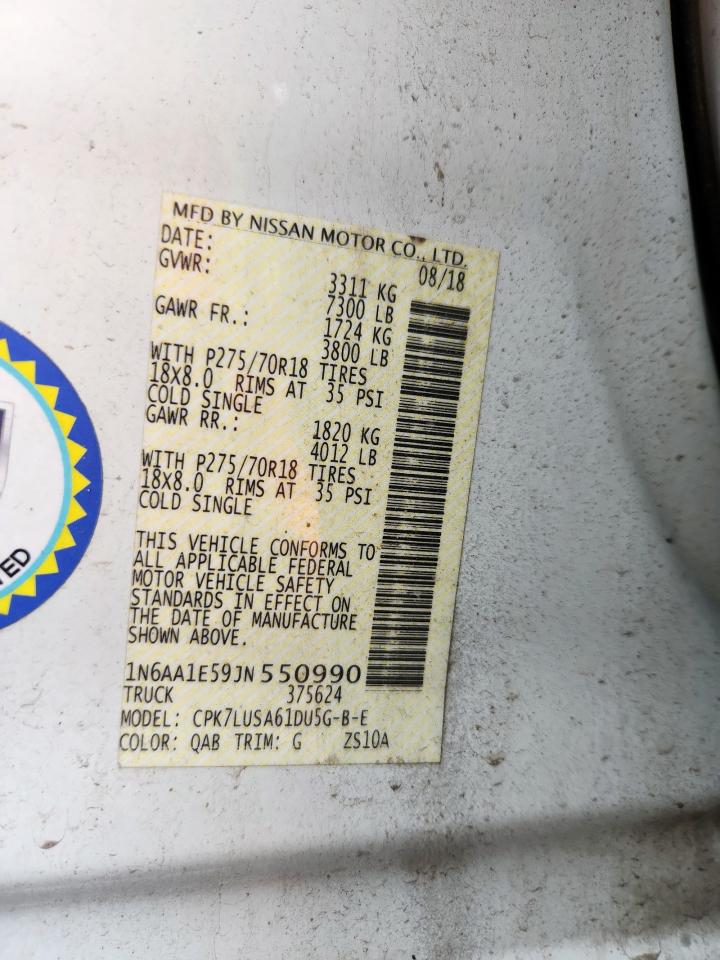 MFD BY NISSAN MOTOR CO., LTD.
DATE: 08/18
GVWR: 3311 KG
7300 LB
GAWR FR.: 1724 KG
3800 LB
WITH P275/70R18 TIRES
18X8.0 RIMS AT 35 PSI
COLD SINGLE
GAWR RR.: 1820 KG
4012 LB
WITH P275/70R18 TIRES
18X8.0 RIMS AT 35 PSI
COLD SINGLE
THIS VEHICLE CONFORMS TO
ALL APPLICABLE FEDERAL
MOTOR VEHICLE SAFETY
STANDARDS IN EFFECT ON
THE DATE OF MANUFACTURE
SHOWN ABOVE.
1N6AA1E59JN550990
TRUCK 375624
MODEL: CPK7LUSA61DU5G-B-E
COLOR: QAB TRIM: G ZS10A